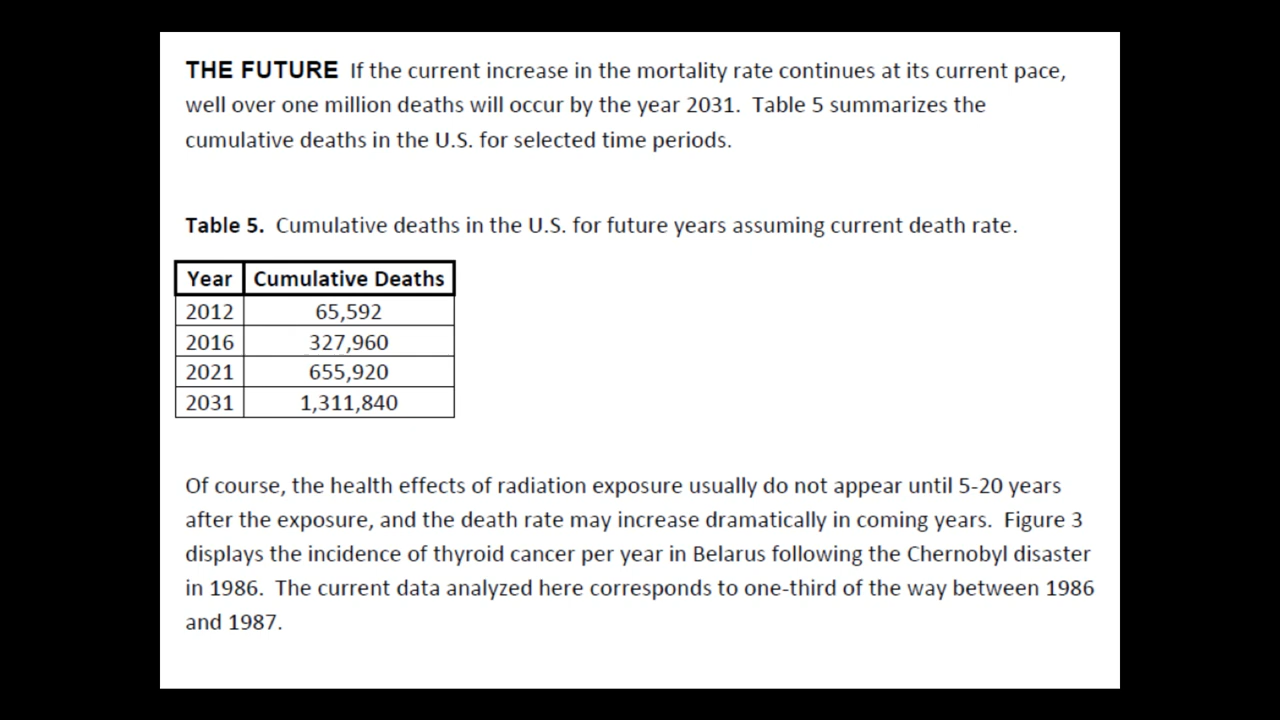 THE FUTURE If the current increase in the mortality rate continues at its current pace,
well over one million deaths will occur by the year 2031. Table 5 summarizes the
cumulative deaths in the U.S. for selected time periods.
Table 5. Cumulative deaths in the U.S. for future years assuming current death rate.
Year Cumulative Deaths
2012 65,592
2016 327,960
2021 655,920
2031 1,311,840
Of course, the health effects of radiation exposure usually do not appear until 5-20 years
after the exposure, and the death rate may increase dramatically in coming years. Figure 3
displays the incidence of thyroid cancer per year in Belarus following the Chernobyl disaster
in 1986. The current data analyzed here corresponds to one-third of the way between 1986
and 1987.